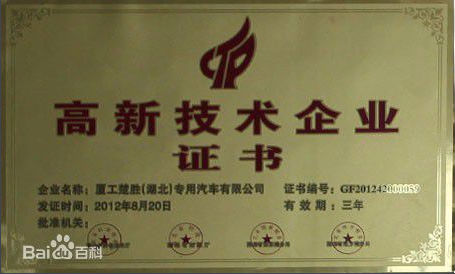 高新技术企业
证书
企业名称: 厦工楚胜(湖北)专用汽车有限公司 证书编号: GF201242000059
发证时间: 2012年8月20日 有效期: 三年
批准机关:
Baidu百科